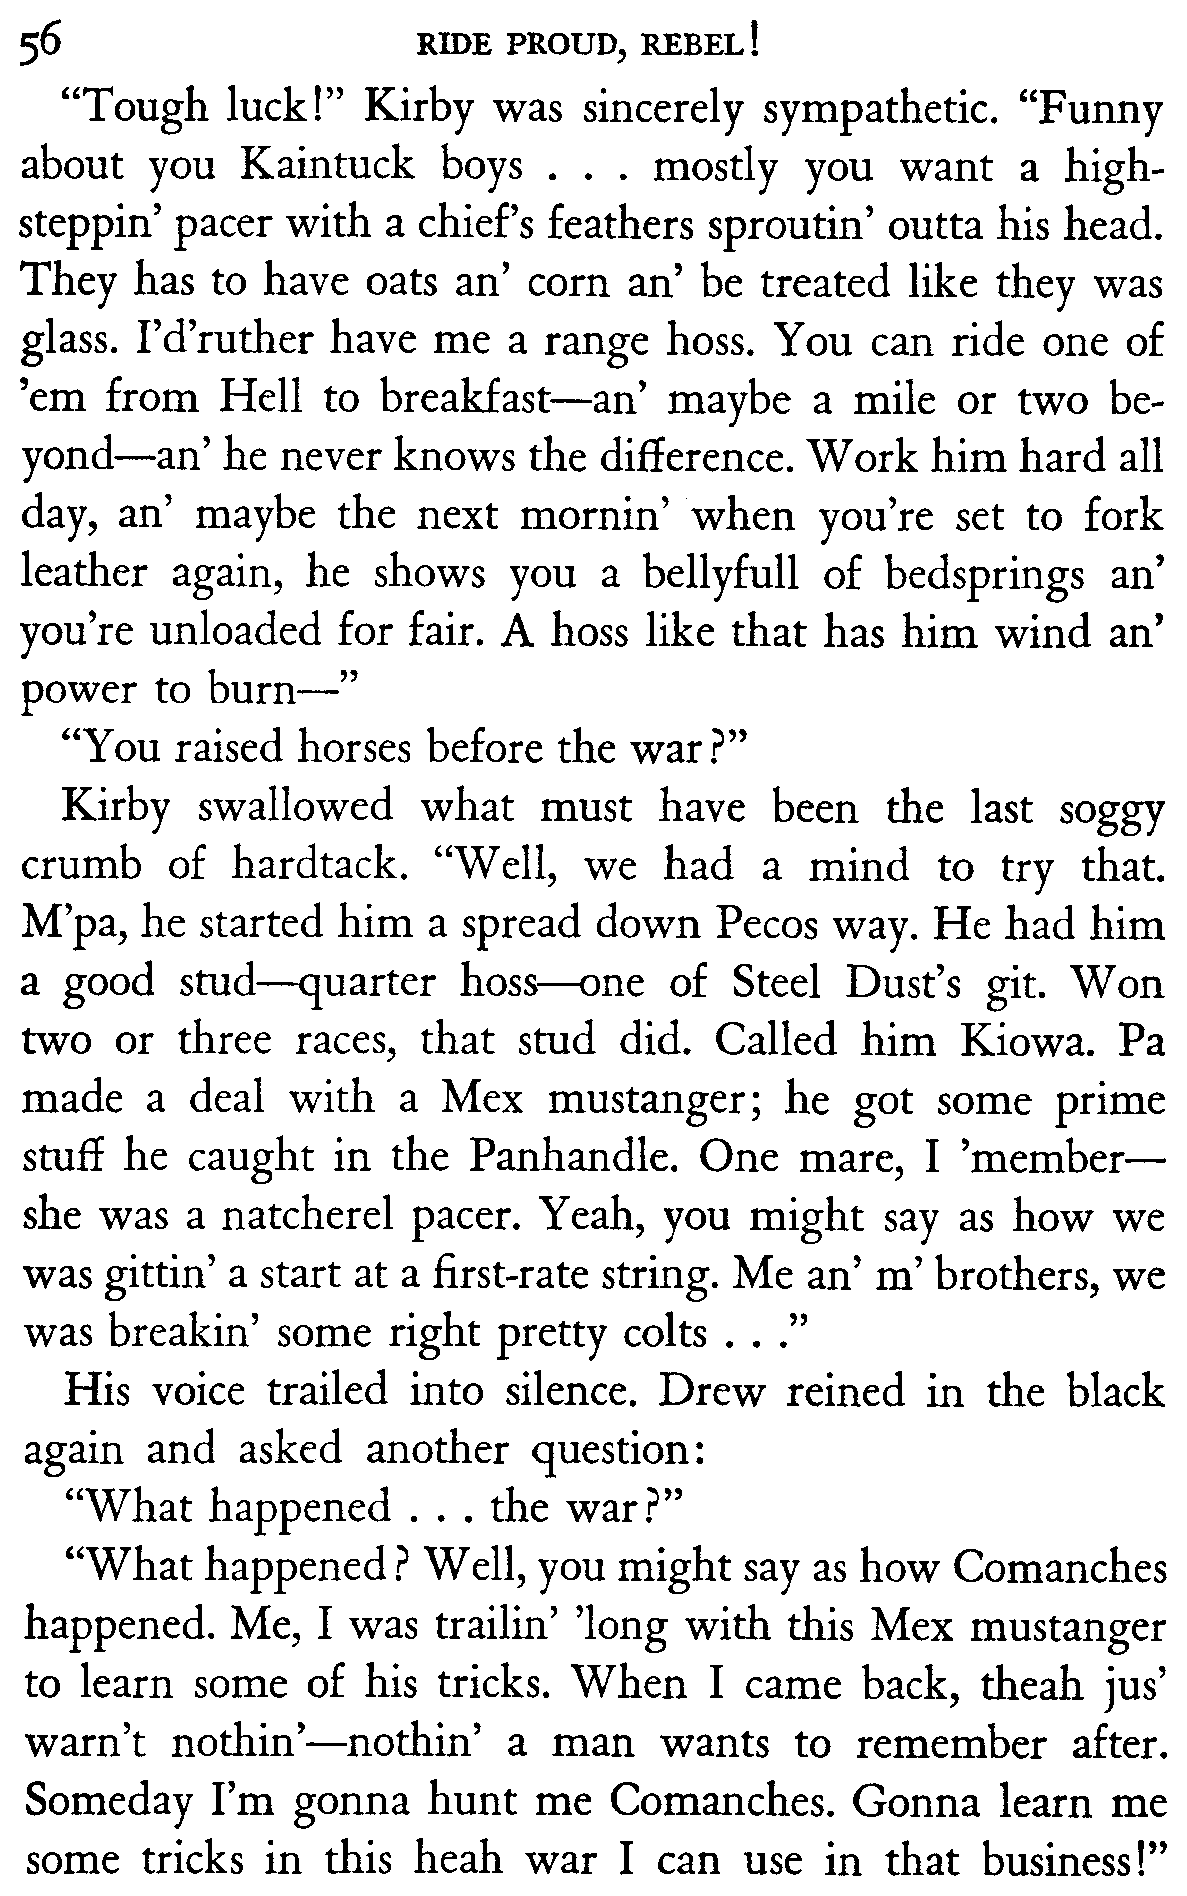 56 RIDE PROUD, REBEL!
“Tough luck!” Kirby was sincerely sympathetic. “Funny
about you Kaintuck boys . . . mostly you want a high-
steppin’ pacer with a chief’s feathers sproutin’ outta his head.
They has to have oats an’ corn an’ be treated like they was
glass. I’d’ruther have me a range hoss. You can ride one of
’em from Hell to breakfast—an’ maybe a mile or two be-
yond—an’ he never knows the difference. Work him hard all
day, an’ maybe the next mornin’ when you’re set to fork
leather again, he shows you a bellyfull of bedsprings an’
you’re unloaded for fair. A hoss like that has him wind an’
power to burn—”
“You raised horses before the war?”
Kirby swallowed what must have been the last soggy
crumb of hardtack. “Well, we had a mind to try that.
M’pa, he started him a spread down Pecos way. He had him
a good stud—quarter hoss—one of Steel Dust’s git. Won
two or three races, that stud did. Called him Kiowa. Pa
made a deal with a Mex mustanger; he got some prime
stuff he caught in the Panhandle. One mare, I ’member—
she was a natcherel pacer. Yeah, you might say as how we
was gittin’ a start at a first-rate string. Me an’ m’ brothers, we
was breakin’ some right pretty colts . . .”
His voice trailed into silence. Drew reined in the black
again and asked another question:
“What happened . . . the war?”
“What happened? Well, you might say as how Comanches
happened. Me, I was trailin’ ’long with this Mex mustanger
to learn some of his tricks. When I came back, theah jus’
warn’t nothin’—nothin’ a man wants to remember after.
Someday I’m gonna hunt me Comanches. Gonna learn me
some tricks in this heah war I can use in that business!”